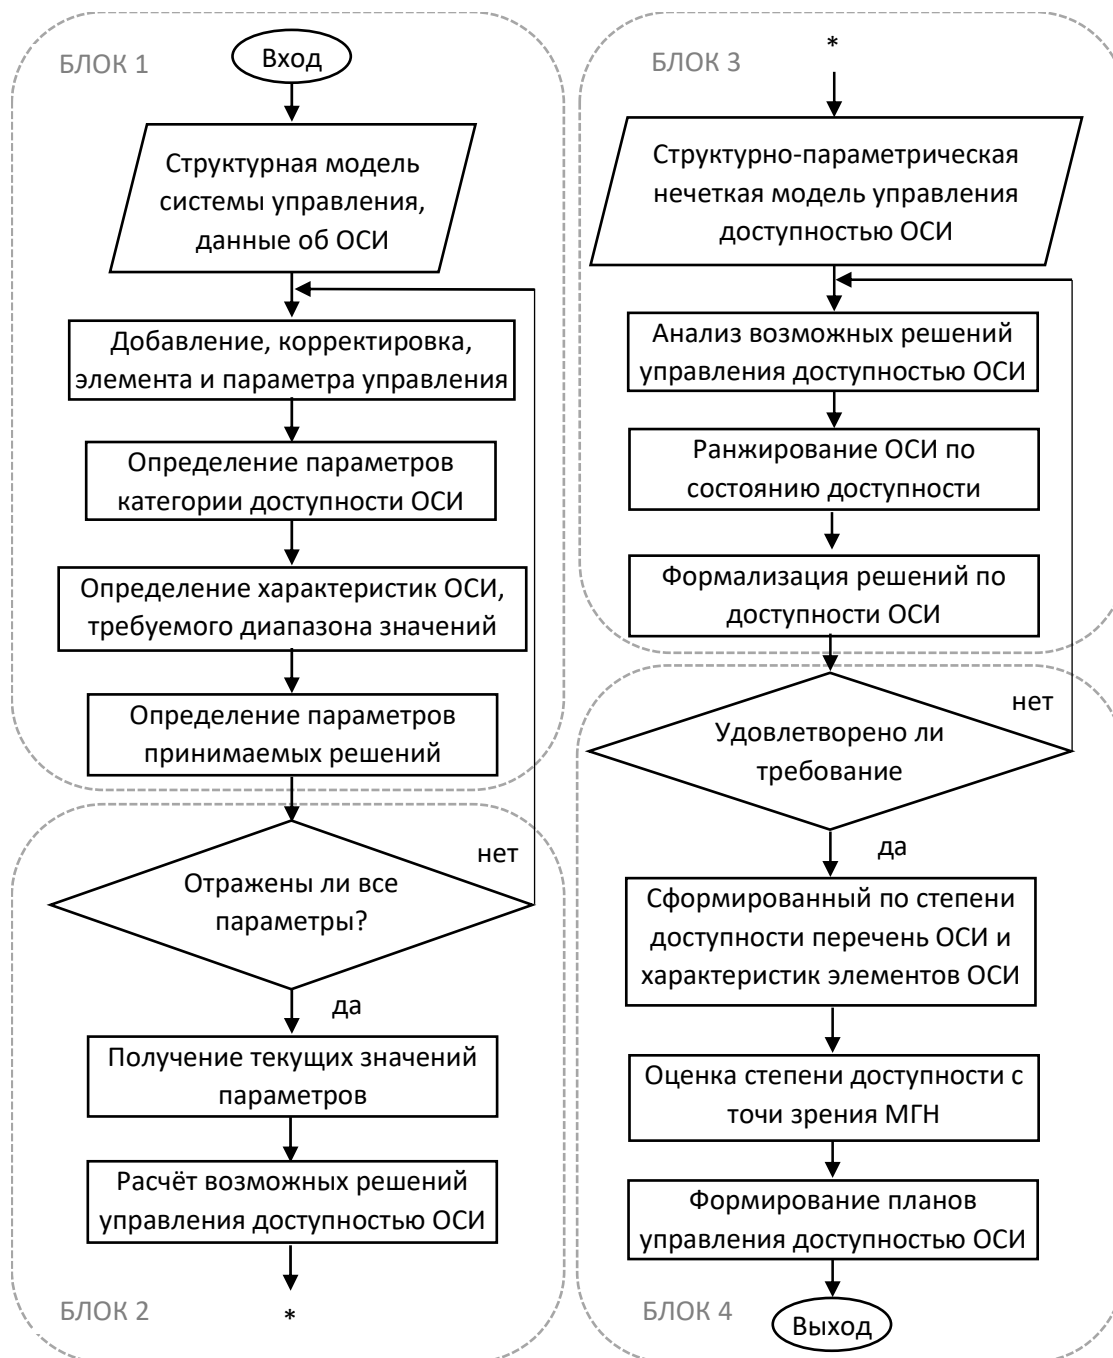 БЛОК 1
Вход
Структурная модель
системы управления,
данные об ОСИ
Добавление, корректировка,
элемента и параметра управления
Определение параметров
категории доступности ОСИ
Определение характеристик ОСИ,
требуемого диапазона значений
Определение параметров
принимаемых решений
Отражены ли все
параметры?
нет
да
Получение текущих значений
параметров
Расчёт возможных решений
управления доступностью ОСИ
БЛОК 2
*
БЛОК 3
*
Структурно-параметрическая
нечеткая модель управления
доступностью ОСИ
Анализ возможных решений
управления доступностью ОСИ
Ранжирование ОСИ по
состоянию доступности
Формализация решений по
доступности ОСИ
нет
Удовлетворено ли
требование
да
Сформированный по степени
доступности перечень ОСИ и
характеристик элементов ОСИ
Оценка степени доступности с
точи зрения МГН
Формирование планов
управления доступностью ОСИ
БЛОК 4
Выход